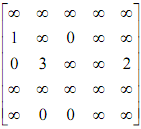 ∞ ∞ ∞ ∞ ∞
1 ∞ 0 ∞ ∞
0 3 ∞ ∞ 2
∞ ∞ ∞ ∞ ∞
∞ 0 0 ∞ ∞